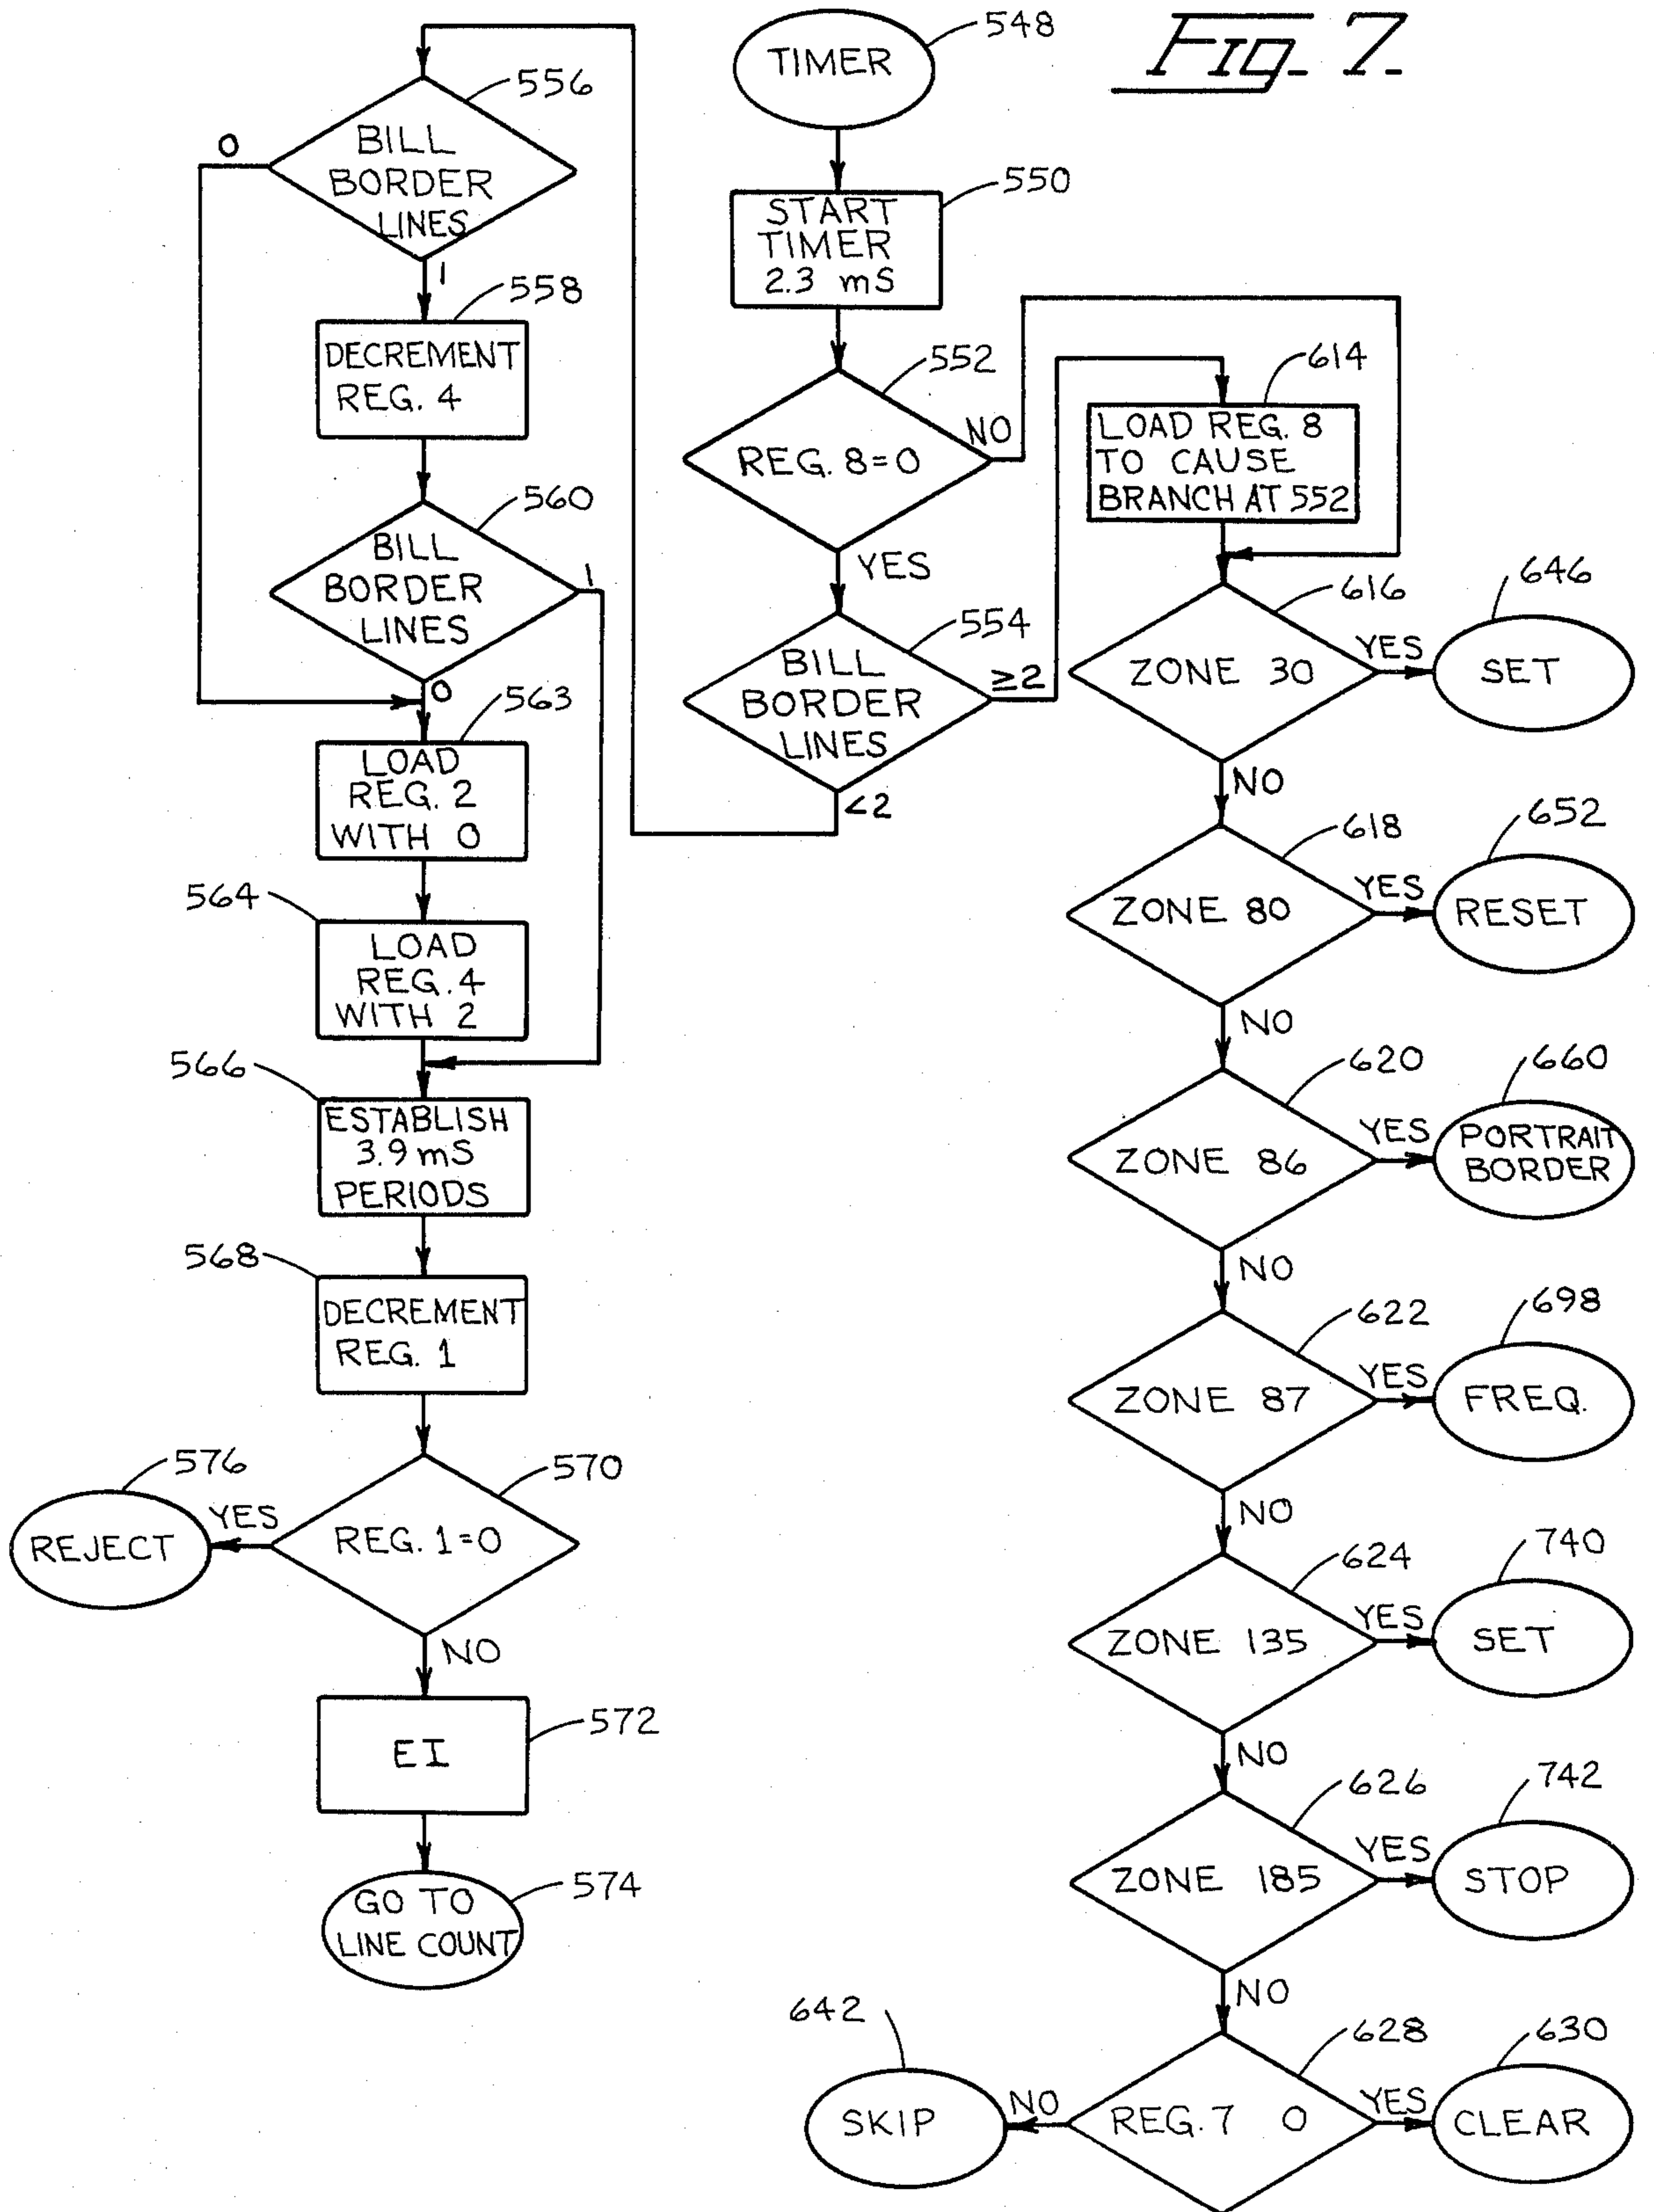 Fig. 7.
TIMER
548
START
TIMER
2.3 mS
550
REG. 8=0
552
NO
YES
BILL
BORDER
LINES
554
≥2
<2
BILL
BORDER
LINES
556
0
1
DECREMENT
REG. 4
558
BILL
BORDER
LINES
560
1
0
LOAD
REG. 2
WITH 0
563
LOAD
REG. 4
WITH 2
564
ESTABLISH
3.9 mS
PERIODS
566
DECREMENT
REG. 1
568
REG. 1=0
570
YES
REJECT
576
NO
EI
572
GO TO
LINE COUNT
574
LOAD REG. 8
TO CAUSE
BRANCH AT 552
614
ZONE 30
616
YES
SET
646
NO
ZONE 80
618
YES
RESET
652
NO
ZONE 86
620
YES
PORTRAIT
BORDER
660
NO
ZONE 87
622
YES
FREQ.
698
NO
ZONE 135
624
YES
SET
740
NO
ZONE 185
626
YES
STOP
742
NO
REG. 7 0
628
YES
CLEAR
630
NO
SKIP
642